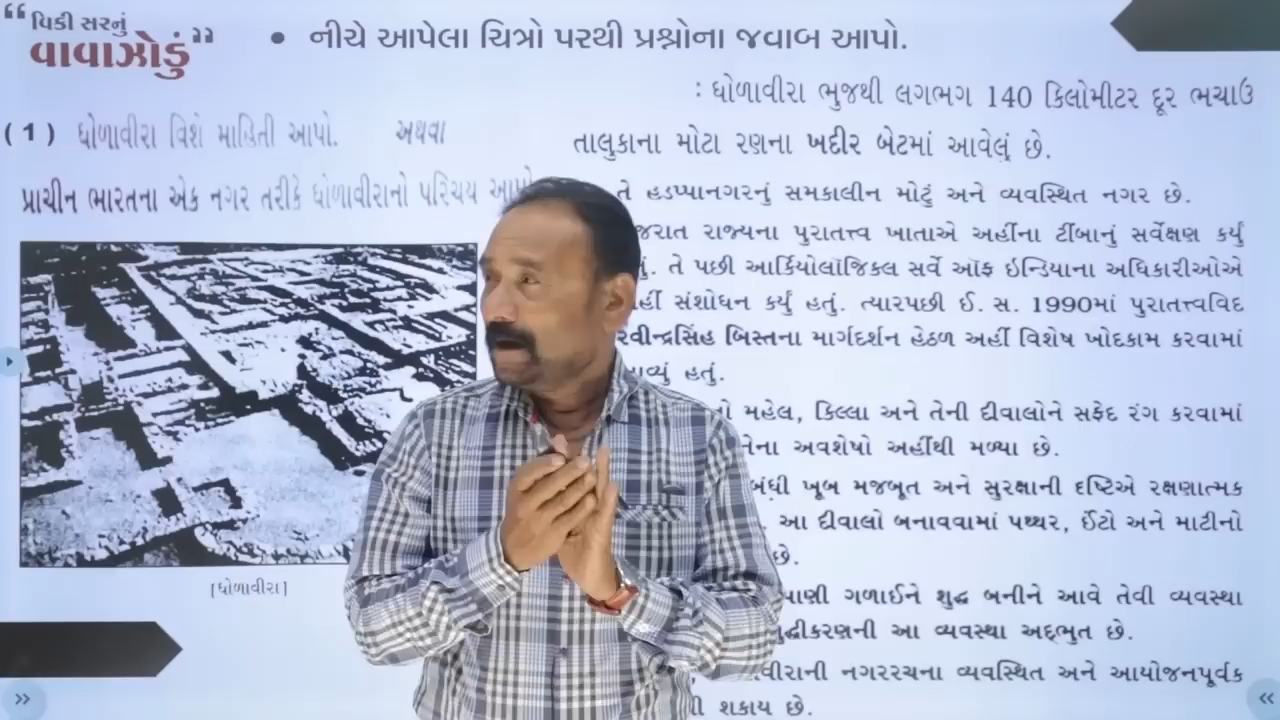 “વિકી સરનું
વાવાઝોડું”
• નીચે આપેલા ચિત્રો પરથી પ્રશ્નોના જવાબ આપો.
(1) ધોળાવીરા વિશે માહિતી આપો. અથવા
પ્રાચીન ભારતના એક નગર તરીકે ધોળાવીરાનો પરિચય
[ધોળાવીરા]
: ધોળાવીરા ભુજથી લગભગ 140 કિલોમીટર દૂર ભચાઉ
તાલુકાના મોટા રણના ખદીર બેટમાં આવેલું છે.
તે હડપ્પાનગરનું સમકાલીન મોટું અને વ્યવસ્થિત નગર છે.
રાજ્યના પુરાતત્ત્વ ખાતાએ અહીંના ટીંબાનું સર્વેક્ષણ કર્યું
તે પછી આર્કિયોલૉજિકલ સર્વે ઑફ ઇન્ડિયાના અધિકારીઓએ
સંશોધન કર્યું હતું. ત્યારપછી ઈ. સ. 1990માં પુરાતત્ત્વવિદ
રવીન્દ્રસિંહ બિસ્તના માર્ગદર્શન હેઠળ અહીં વિશેષ ખોદકામ કરવામાં
હતું.
મહેલ, કિલ્લા અને તેની દીવાલોને સફેદ રંગ કરવામાં
તેના અવશેષો અહીંથી મળ્યા છે.
ખૂબ મજબૂત અને સુરક્ષાની દૃષ્ટિએ રક્ષણાત્મક
આ દીવાલો બનાવવામાં પથ્થર, ઈંટો અને માટીનો
છે.
પાણી ગળાઈને શુદ્ધ બનીને આવે તેવી વ્યવસ્થા
આ વ્યવસ્થા અદ્ભુત છે.
નગરરચના વ્યવસ્થિત અને આયોજનપૂર્વક
શકાય છે.